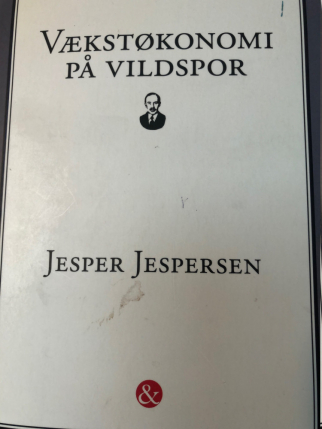 VÆKSTØKONOMI
PÅ VILDSPOR
JESPER JESPERSEN
&